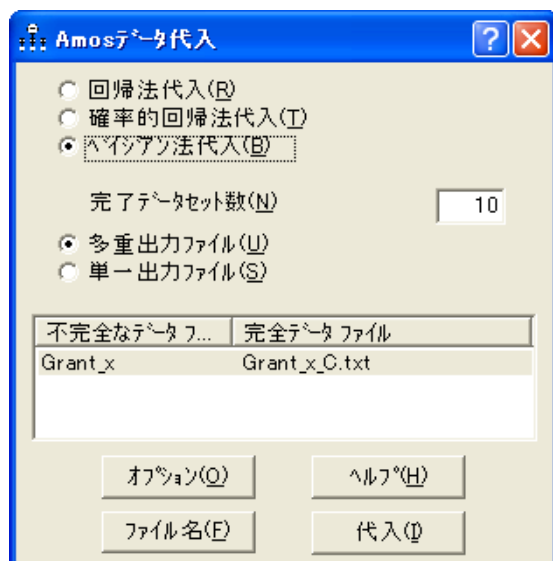 Amosデータ代入
回帰法代入(R)
確率的回帰法代入(T)
ベイジアン法代入(B)
完了データセット数(N) 10
多重出力ファイル(U)
単一出力ファイル(S)
不完全なデータ フ... 完全データ ファイル
Grant_x Grant_x_C.txt
オプション(O) ヘルプ(H)
ファイル名(F) 代入(I)